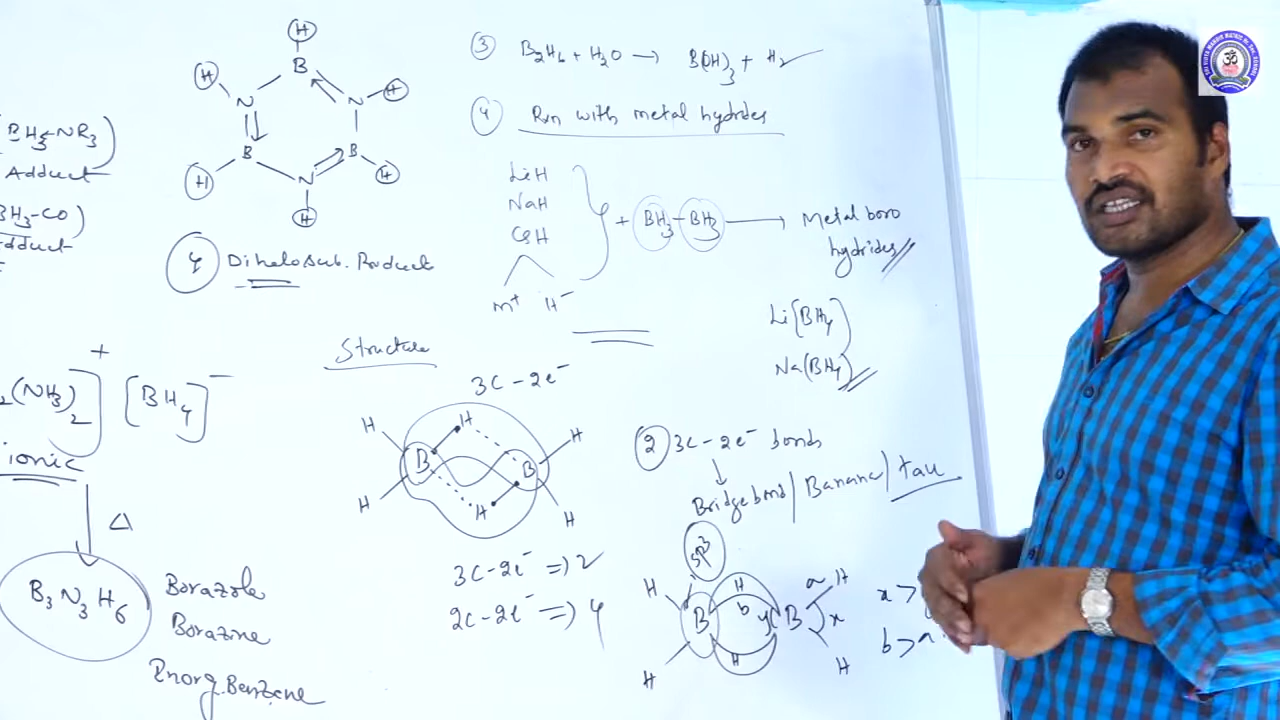 BH3-NR3)
Adduct
BH3-CO)
adduct
H
B
H N N H
H B B H
N
H
4 Dihalosub. Product
3 B2H6 + H2O → B(OH)3 + H2
4 Rxn with metal hydrides
LiH
NaH
CsH
M+ H-
+ BH3-BH3 → Metal boro
hydrides
Li[BH4)
Na(BH4)
2(NH3)2]+ [BH4]-
ionic
Δ
B3N3H6
Borazole
Borazine
Inorg.Benzene
Structure
3C-2e-
H H H
B B
H H H
3C-2e- => 2
2C-2e- => 4
2 3C-2e- bonds
↓
Bridge bond/Banana/tau
SP3
H H a H
B b y B x
H H H
x >
b > a